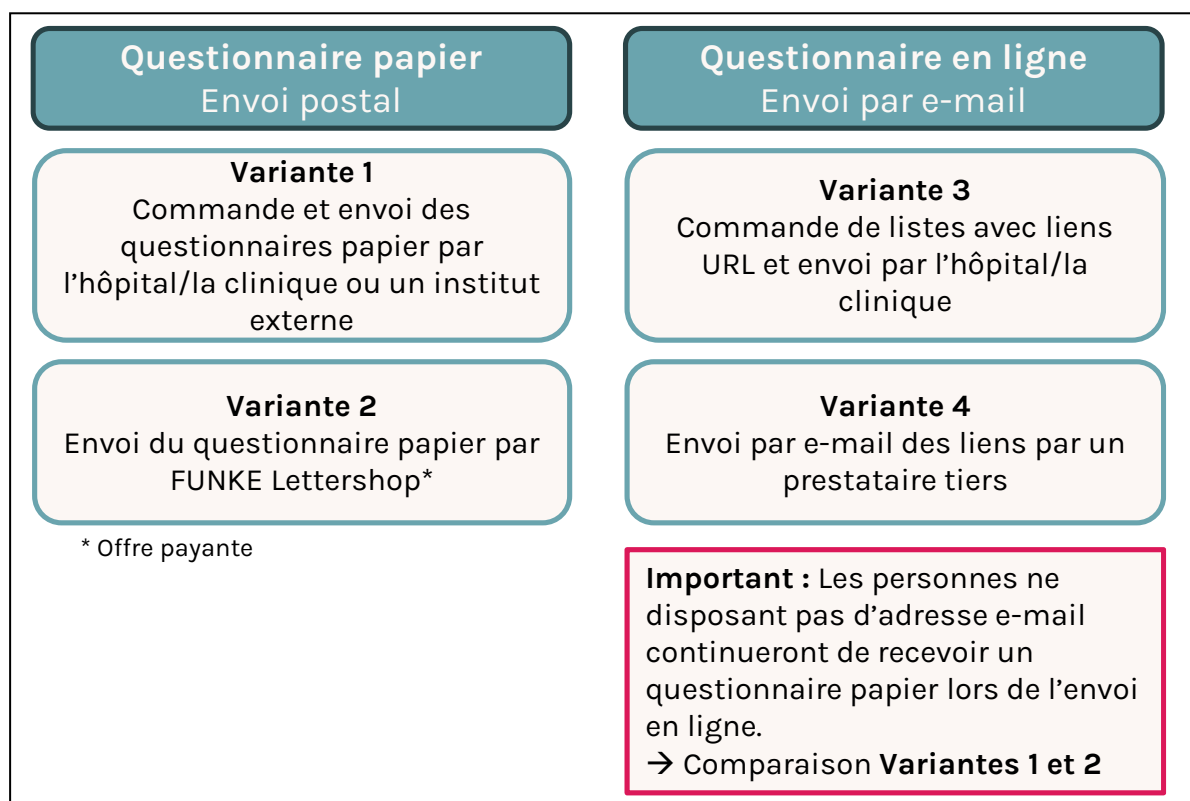 Questionnaire papier
Envoi postal
Variante 1
Commande et envoi des
questionnaires papier par
l’hôpital/la clinique ou un institut
externe
Variante 2
Envoi du questionnaire papier par
FUNKE Lettershop*
* Offre payante
Questionnaire en ligne
Envoi par e-mail
Variante 3
Commande de listes avec liens
URL et envoi par l’hôpital/la
clinique
Variante 4
Envoi par e-mail des liens par un
prestataire tiers
Important : Les personnes ne
disposant pas d’adresse e-mail
continueront de recevoir un
questionnaire papier lors de l’envoi
en ligne.
→ Comparaison Variantes 1 et 2